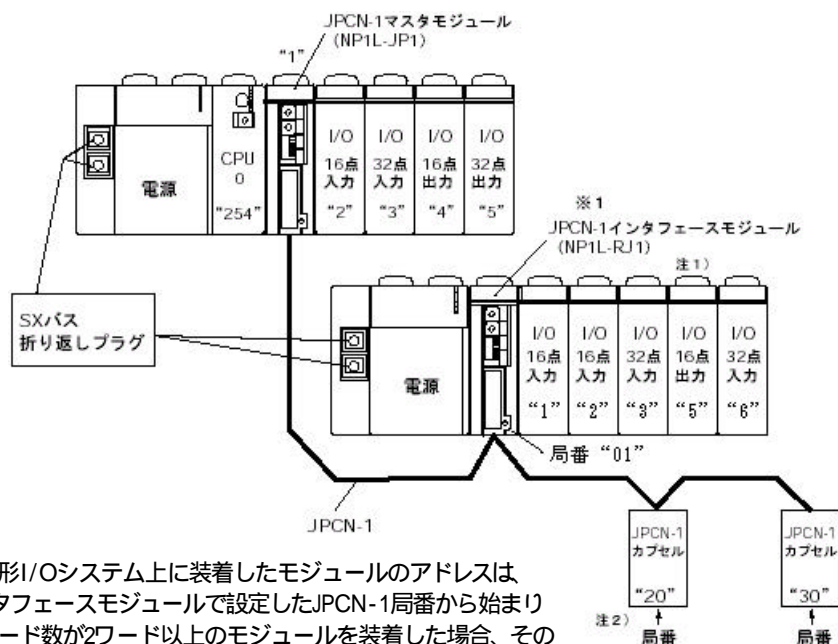 JPCN-1マスタモジュール
(NP1L-JP1)
“1”
電源
CPU
0
“254”
I/O
16点
入力
“2”
I/O
32点
入力
“3”
I/O
16点
出力
“4”
I/O
32点
出力
“5”
※1
JPCN-1インタフェースモジュール
(NP1L-RJ1)
注1)
SXバス
折り返しプラグ
電源
I/O
16点
入力
“1”
I/O
16点
入力
“2”
I/O
32点
入力
“3”
I/O
16点
出力
“5”
I/O
32点
入力
“6”
局番 “01”
JPCN-1
JPCN-1
カプセル
“20”
JPCN-1
カプセル
“30”
注2)
局番
局番
形I/Oシステム上に装着したモジュールのアドレスは、
タフェースモジュールで設定したJPCN-1局番から始まり
ード数が2ワード以上のモジュールを装着した場合、その